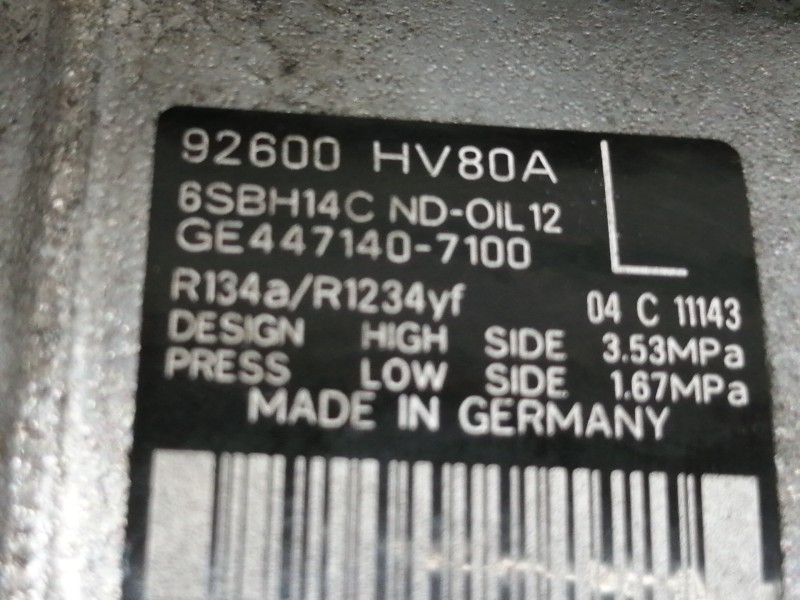 92600 HV80A L
6SBH14C ND-OIL 12
GE447140-7100
R134a/R1234yf 04 C 11143
DESIGN HIGH SIDE 3.53MPa
PRESS LOW SIDE 1.67MPa
MADE IN GERMANY